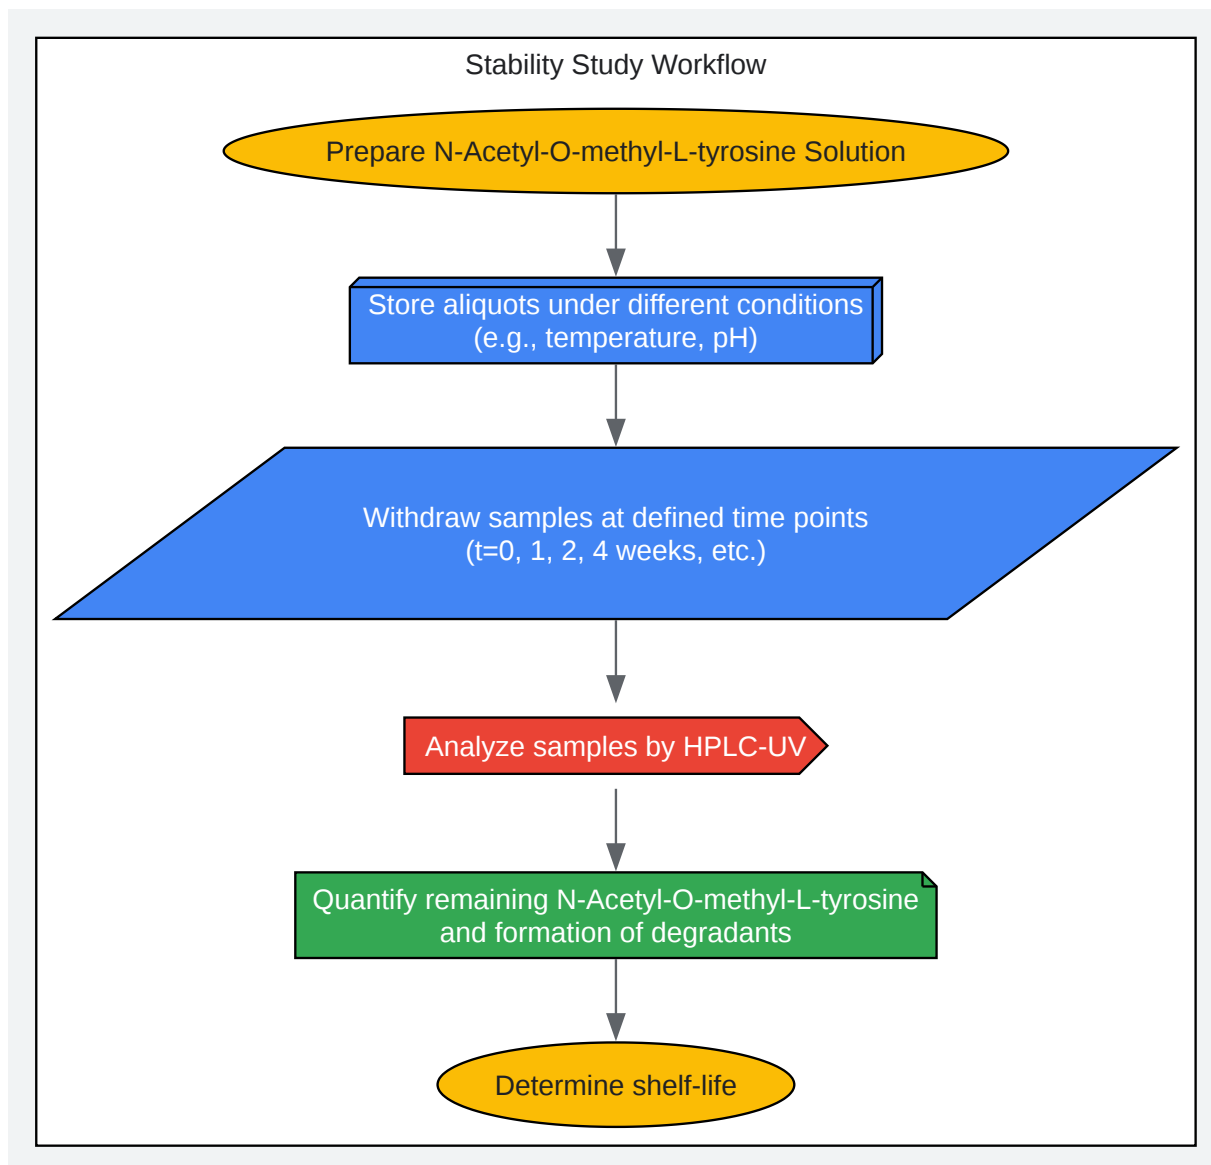 Stability Study Workflow
Prepare N-Acetyl-O-methyl-L-tyrosine Solution
Store aliquots under different conditions
(e.g., temperature, pH)
Withdraw samples at defined time points
(t=0, 1, 2, 4 weeks, etc.)
Analyze samples by HPLC-UV
Quantify remaining N-Acetyl-O-methyl-L-tyrosine
and formation of degradants
Determine shelf-life